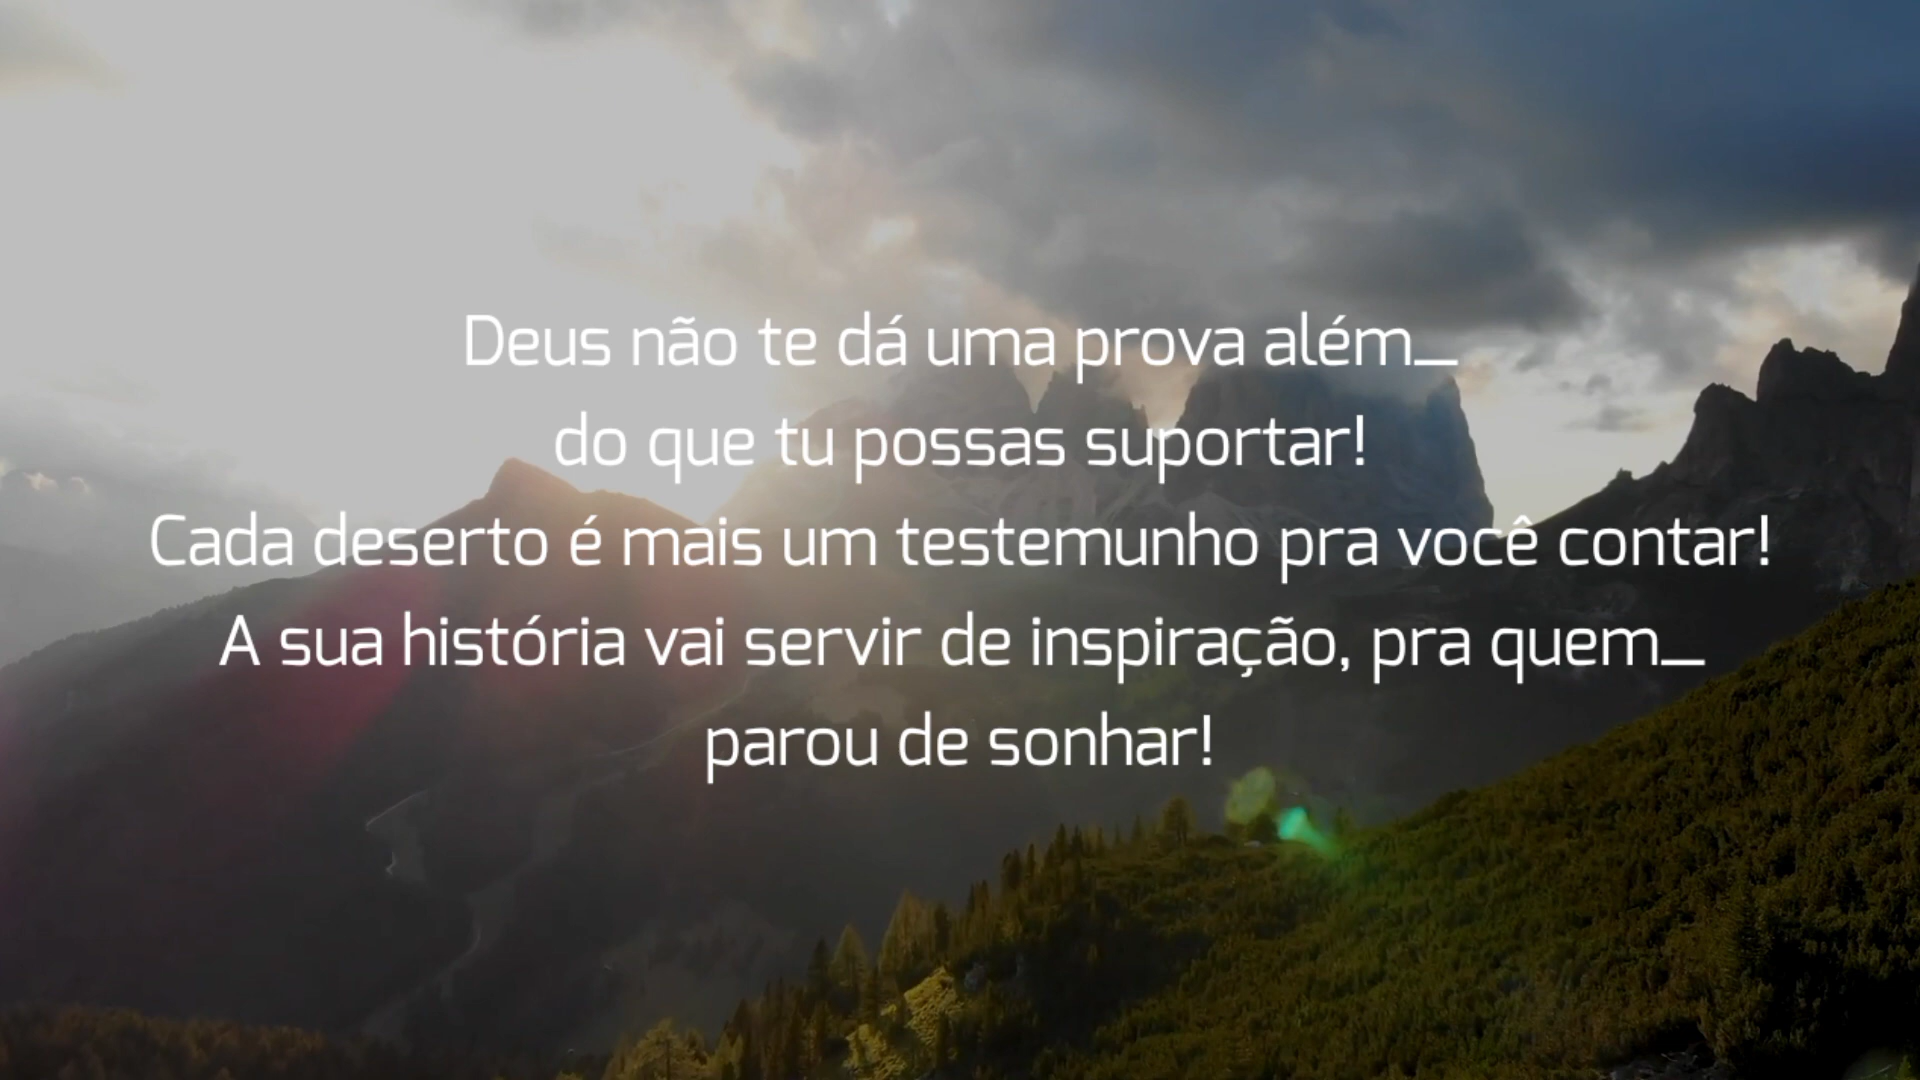 Deus não te dá uma prova além_
do que tu possas suportar!
Cada deserto é mais um testemunho pra você contar!
A sua história vai servir de inspiração, pra quem_
parou de sonhar!